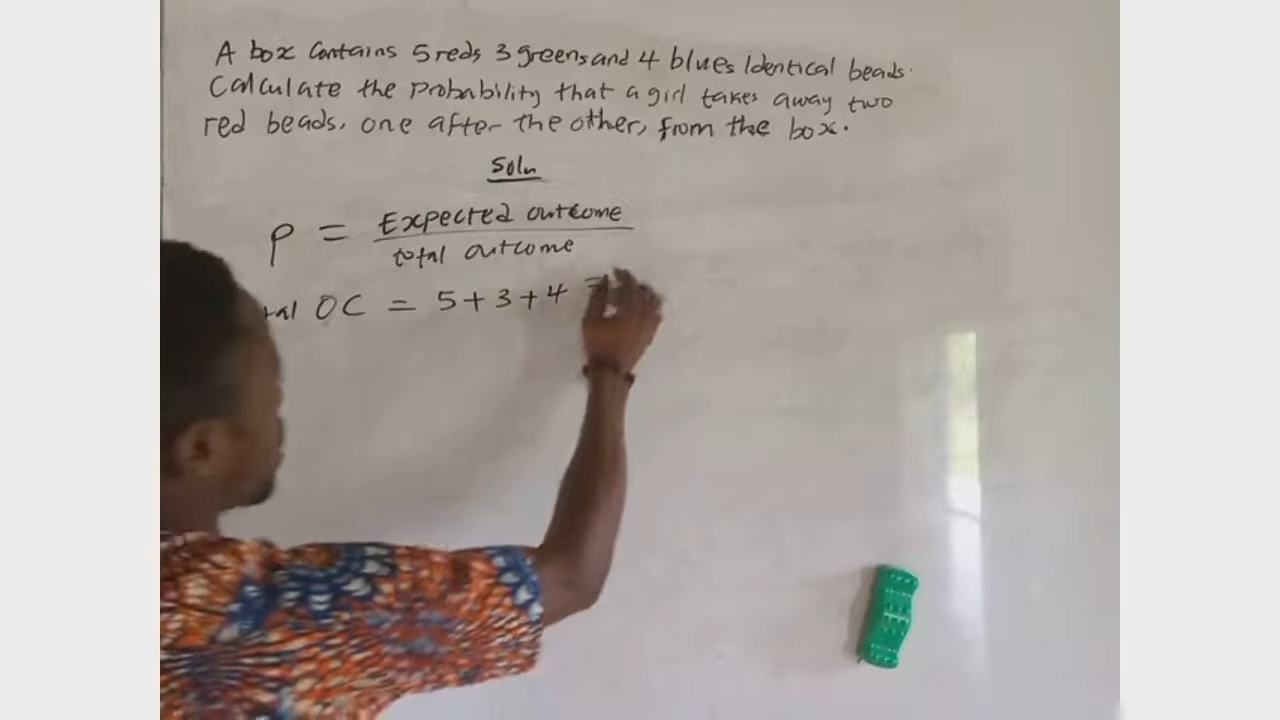 A box Contains 5 reds 3 greens and 4 blues Identical beads.
Calculate the Probability that a girl takes away two
red beads, one after the other, from the box.
Soln
P = Expected outcome
total outcome
OC = 5+3+4 =